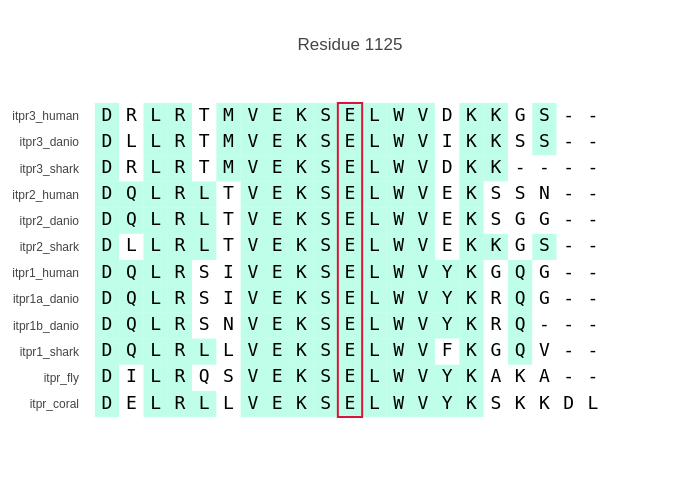 Residue 1125
itpr3_human D R L R T M V E K S E L W V D K K G S - -
itpr3_danio D L L R T M V E K S E L W V I K K S S - -
itpr3_shark D R L R T M V E K S E L W V D K K - - - -
itpr2_human D Q L R L T V E K S E L W V E K S S N - -
itpr2_danio D Q L R L T V E K S E L W V E K S G G - -
itpr2_shark D L L R L T V E K S E L W V E K K G S - -
itpr1_human D Q L R S I V E K S E L W V Y K G Q G - -
itpr1a_danio D Q L R S I V E K S E L W V Y K R Q G - -
itpr1b_danio D Q L R S N V E K S E L W V Y K R Q - - -
itpr1_shark D Q L R L L V E K S E L W V F K G Q V - -
itpr_fly D I L R Q S V E K S E L W V Y K A K A - -
itpr_coral D E L R L L V E K S E L W V Y K S K K D L